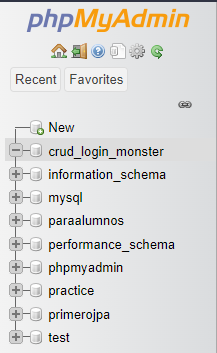 phpMyAdmin
Recent Favorites
New
crud_login_monster
information_schema
mysql
paraalumnos
performance_schema
phpmyadmin
practice
primerojpa
test